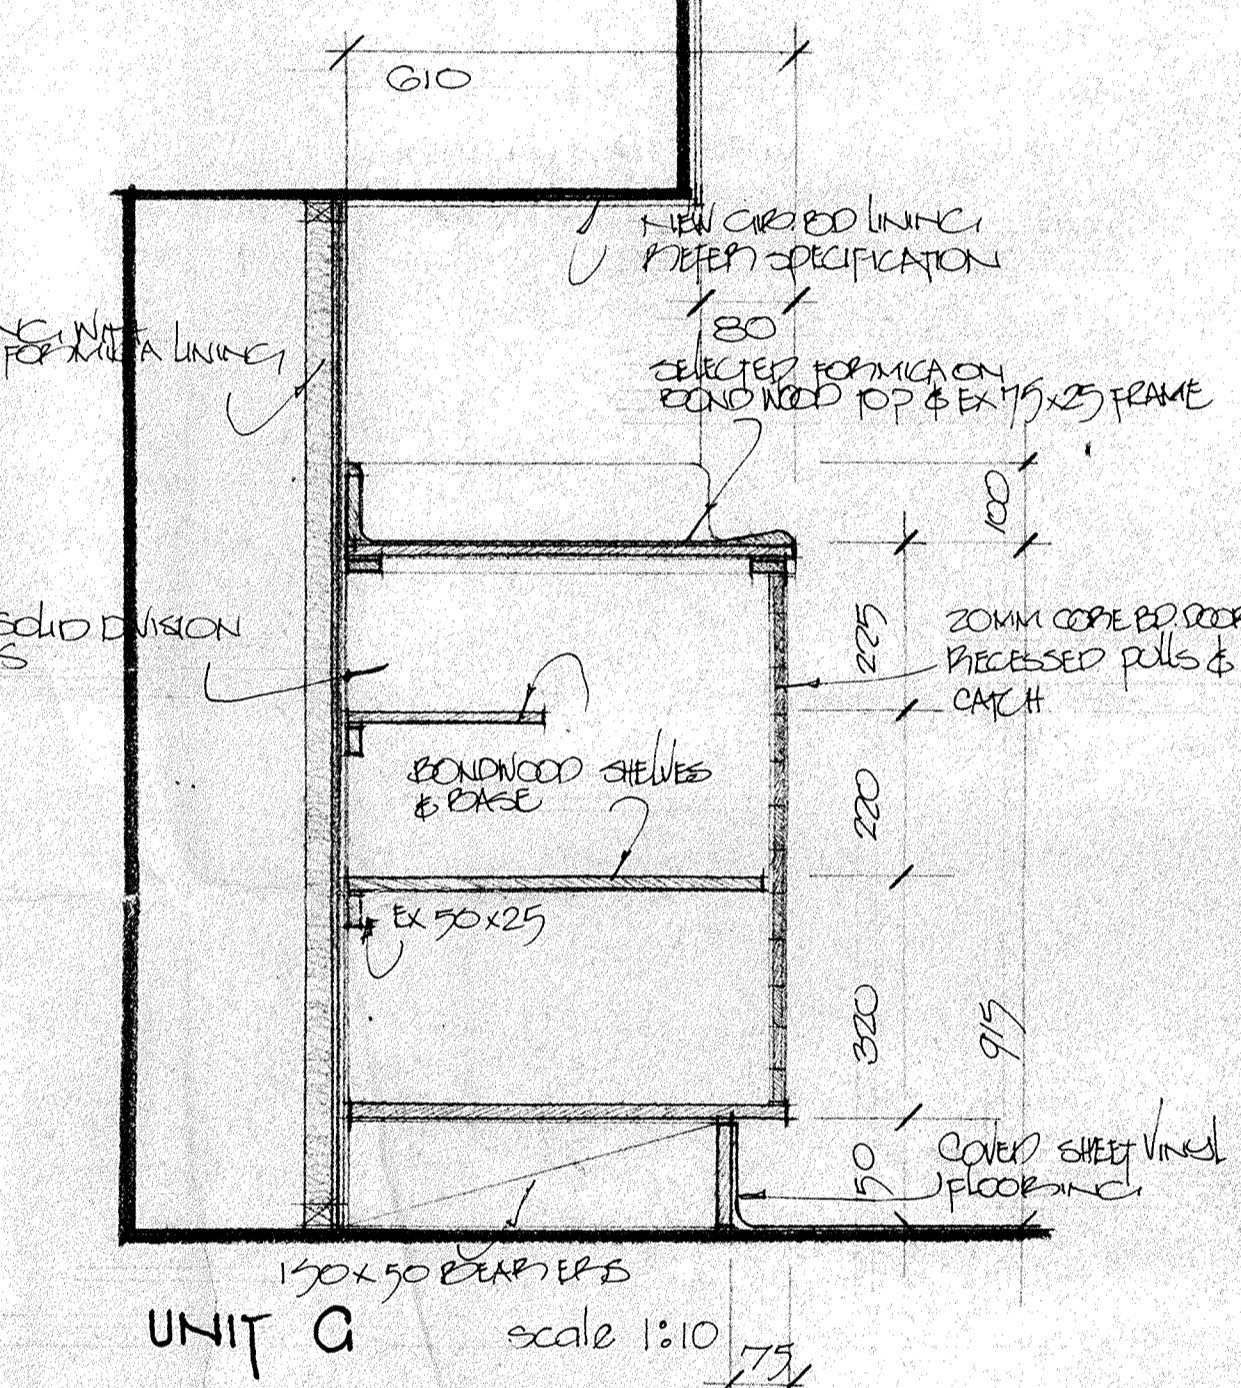 610
NEW GIB. BD LINING
REFER SPECIFICATION
NG WITH
FORMICA LINING
80
SELECTED FORMICA ON
BONDWOOD TOP & EX 75x25 FRAME
100
SOLID DIVISION
S
225
20MM CORE BD. DOOR
RECESSED PULLS &
CATCH
BONDWOOD SHELVES
& BASE
220
EX 50x25
320
915
COVED SHEET VINYL
FLOORING
50
150x50 BEARERS
UNIT G
scale 1:10
75